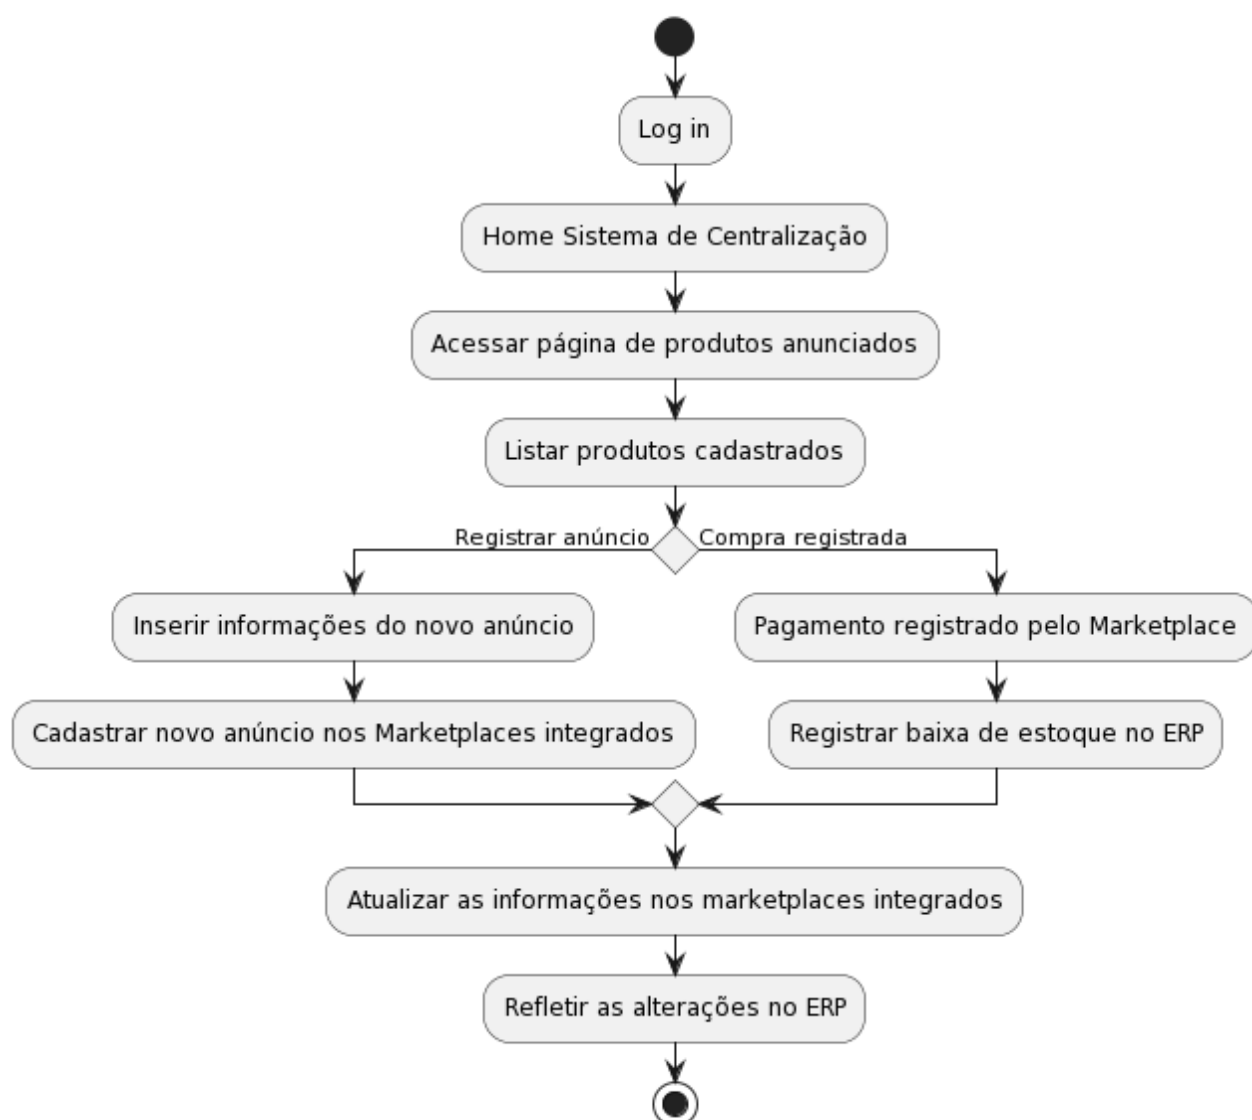 Log in
Home Sistema de Centralização
Acessar página de produtos anunciados
Listar produtos cadastrados
Registrar anúncio
Compra registrada
Inserir informações do novo anúncio
Pagamento registrado pelo Marketplace
Cadastrar novo anúncio nos Marketplaces integrados
Registrar baixa de estoque no ERP
Atualizar as informações nos marketplaces integrados
Refletir as alterações no ERP